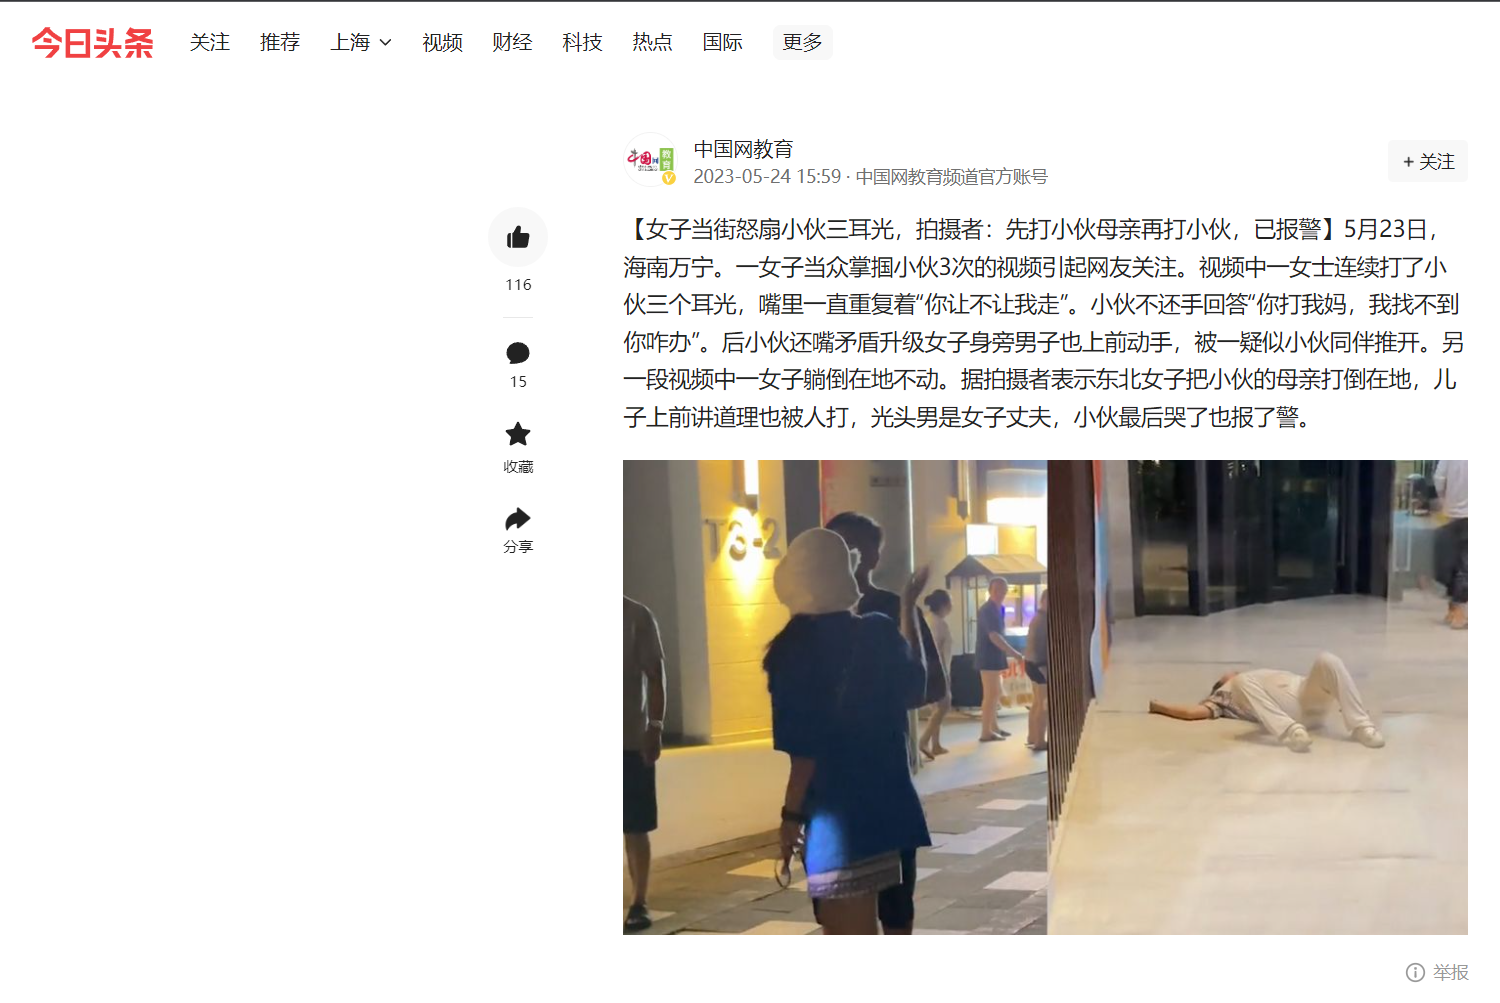 今日头条 关注 推荐 上海 视频 财经 科技 热点 国际 更多
中国网教育
2023-05-24 15:59 · 中国网教育频道官方账号
+ 关注
116
15
收藏
分享
【女子当街怒扇小伙三耳光，拍摄者：先打小伙母亲再打小伙，已报警】5月23日，
海南万宁。一女子当众掌掴小伙3次的视频引起网友关注。视频中一女士连续打了小
伙三个耳光，嘴里一直重复着“你让不让我走”。小伙不还手回答“你打我妈，我找不到
你咋办”。后小伙还嘴矛盾升级女子身旁男子也上前动手，被一疑似小伙同伴推开。另
一段视频中一女子躺倒在地不动。据拍摄者表示东北女子把小伙的母亲打倒在地，儿
子上前讲道理也被人打，光头男是女子丈夫，小伙最后哭了也报了警。
T3-2
举报